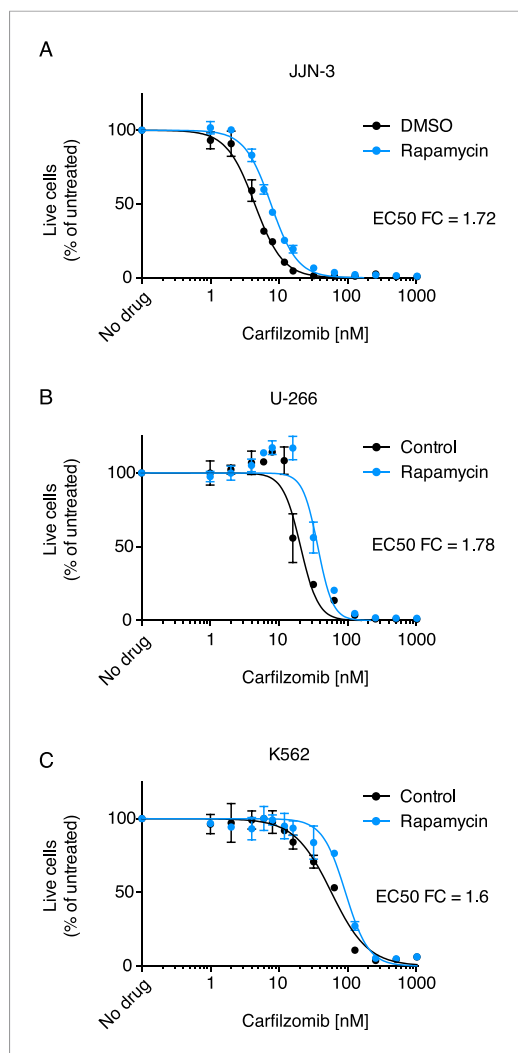 A
JJN-3
Live cells
(% of untreated)
100
50
0
DMSO
Rapamycin
EC50 FC = 1.72
No drug
1
10
100
1000
Carfilzomib [nM]
B
U-266
Live cells
(% of untreated)
100
50
0
Control
Rapamycin
EC50 FC = 1.78
No drug
1
10
100
1000
Carfilzomib [nM]
C
K562
Live cells
(% of untreated)
100
50
0
Control
Rapamycin
EC50 FC = 1.6
No drug
1
10
100
1000
Carfilzomib [nM]